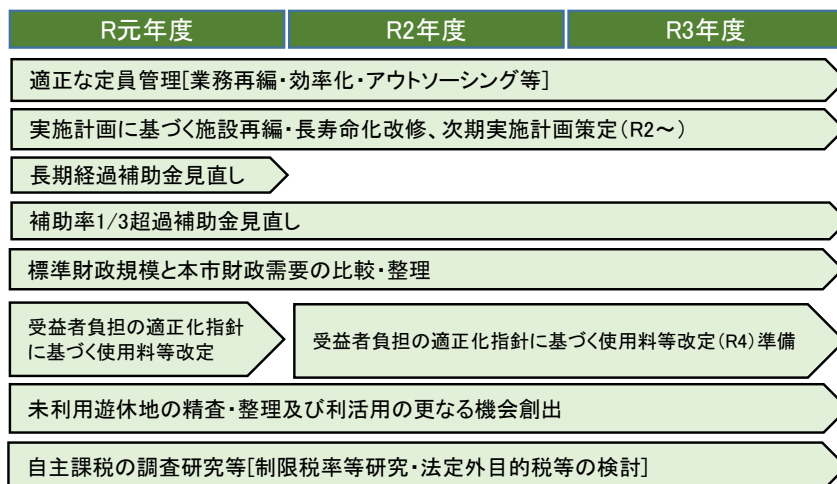 R元年度
R2年度
R3年度
適正な定員管理[業務再編・効率化・アウトソーシング等]
実施計画に基づく施設再編・長寿命化改修、次期実施計画策定(R2~)
長期経過補助金見直し
補助率1/3超過補助金見直し
標準財政規模と本市財政需要の比較・整理
受益者負担の適正化指針
に基づく使用料等改定
受益者負担の適正化指針に基づく使用料等改定(R4)準備
未利用遊休地の精査・整理及び利活用の更なる機会創出
自主課税の調査研究等[制限税率等研究・法定外目的税等の検討]